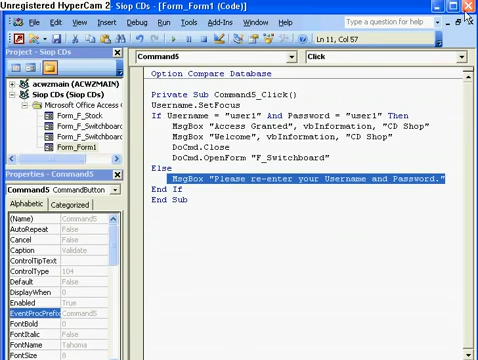 Unregistered HyperCam 2 - Siop CDs - [Form_Form1 (Code)]
File Edit View Insert Debug Run Tools Add-Ins Window Help Type a question for help
Ln 11, Col 57
Project - Siop CDs
acwzmain (ACWZMAIN)
Siop CDs (Siop CDs)
Microsoft Office Access C
Form_F_Stock
Form_F_Switchboard
Form_F_Switchboard
Form_Form1
Properties - Command5
Command5 CommandButton
Alphabetic Categorized
(Name) Command5
AutoRepeat False
Cancel False
Caption Validate
ControlTipText
ControlType 104
Default False
DisplayWhen 0
Enabled True
EventProcPrefix Command5
FontBold 0
FontItalic False
FontName Tahoma
FontSize 8
Command5 Click
Option Compare Database
Private Sub Command5_Click()
Username.SetFocus
If Username = "user1" And Password = "user1" Then
MsgBox "Access Granted", vbInformation, "CD Shop"
MsgBox "Welcome", vbInformation, "CD Shop"
DoCmd.Close
DoCmd.OpenForm "F_Switchboard"
Else
MsgBox "Please re-enter your Username and Password."
End If
End Sub